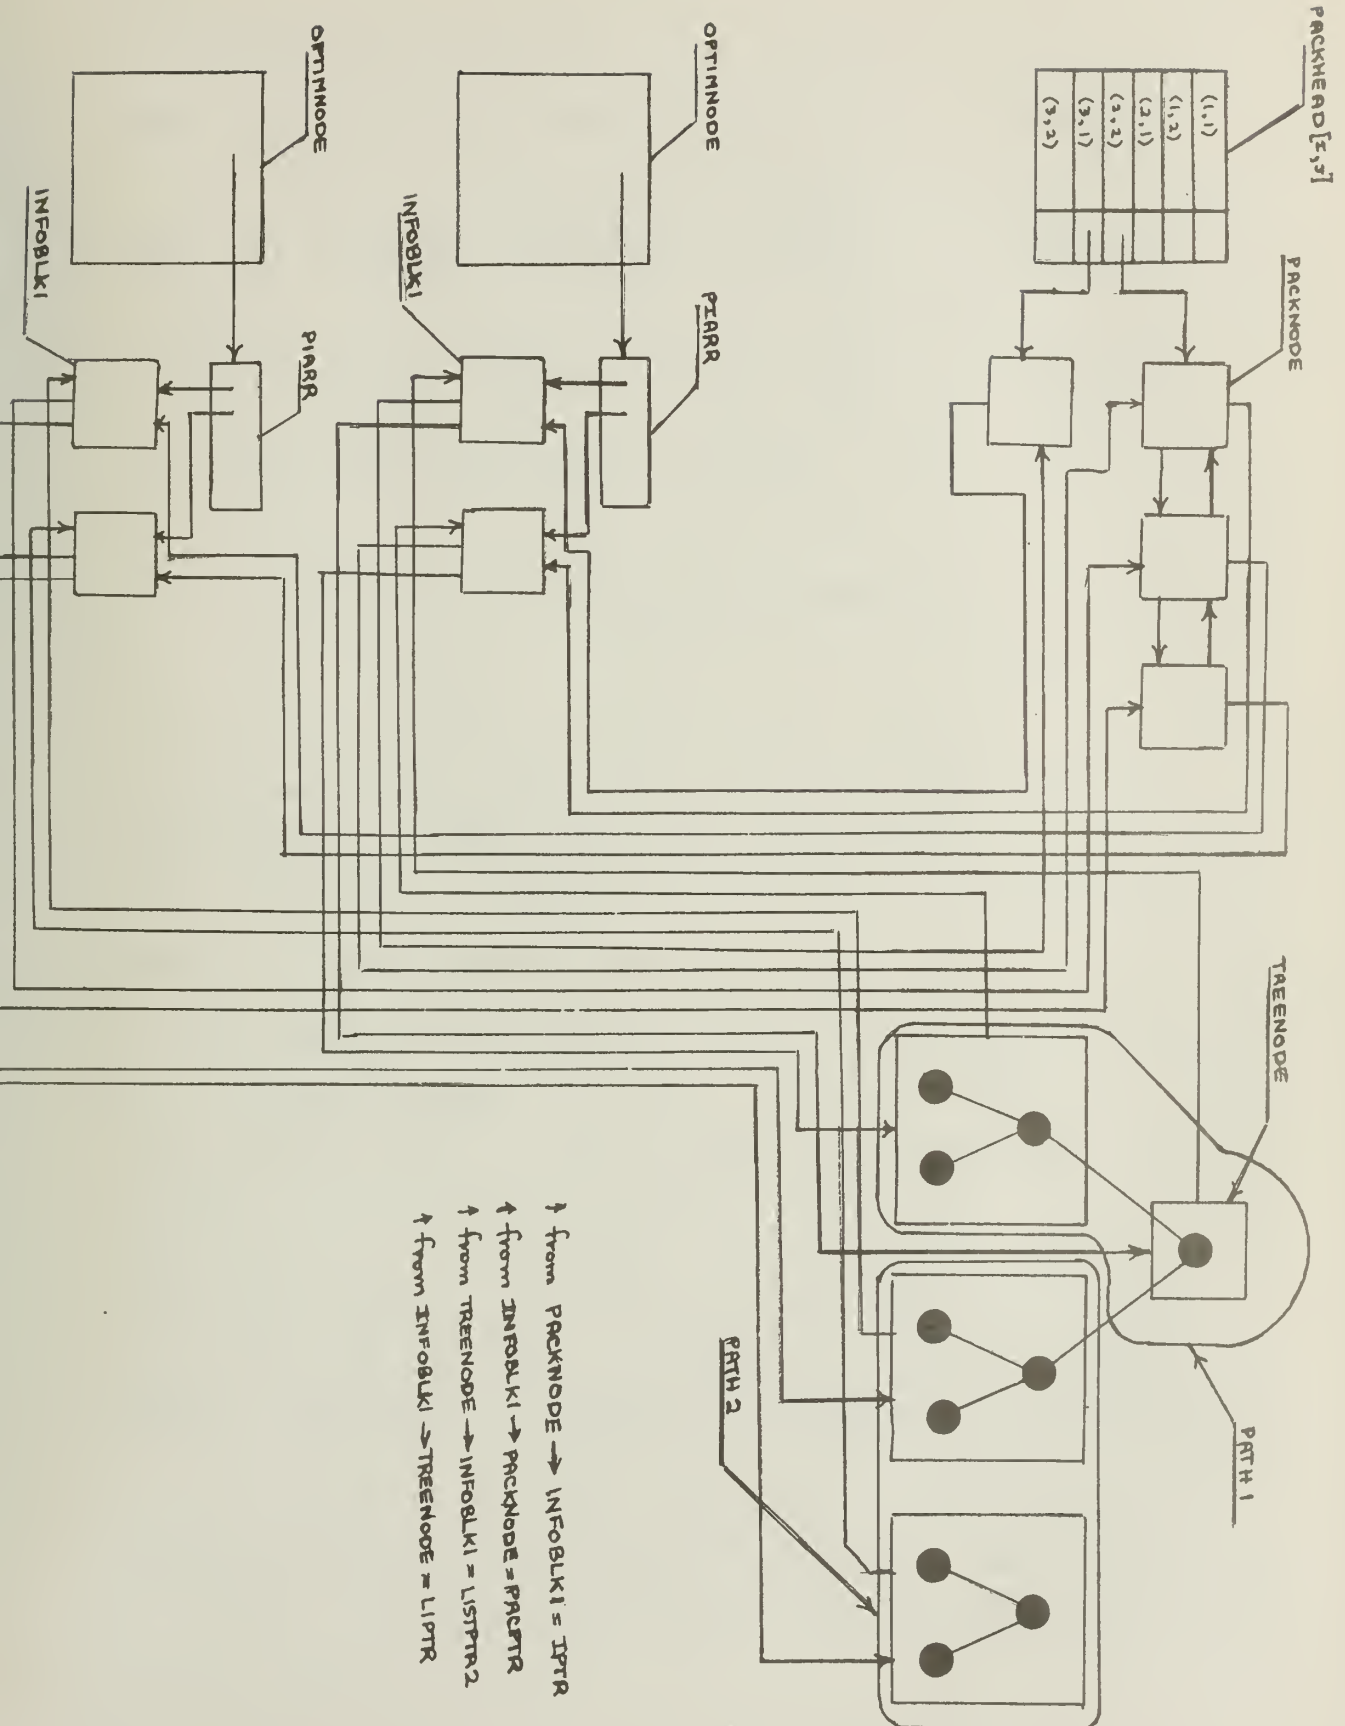 PACKHEAD[I,J]
(1,1)
(1,2)
(2,1)
(2,2)
(3,1)
(3,2)
PACKNODE
TREENODE
PATH 1
OPTIMNODE
PIARR
INFOBLK1
PATH 2
OPTIMNODE
PIARR
INFOBLK1
↑ from PACKNODE → INFOBLK1 = IPTR
↑ from INFOBLK1 → PACKNODE = PACPTR
↑ from TREENODE → INFOBLK1 = LISTPTR2
↑ from INFOBLK1 → TREENODE = LIPTR